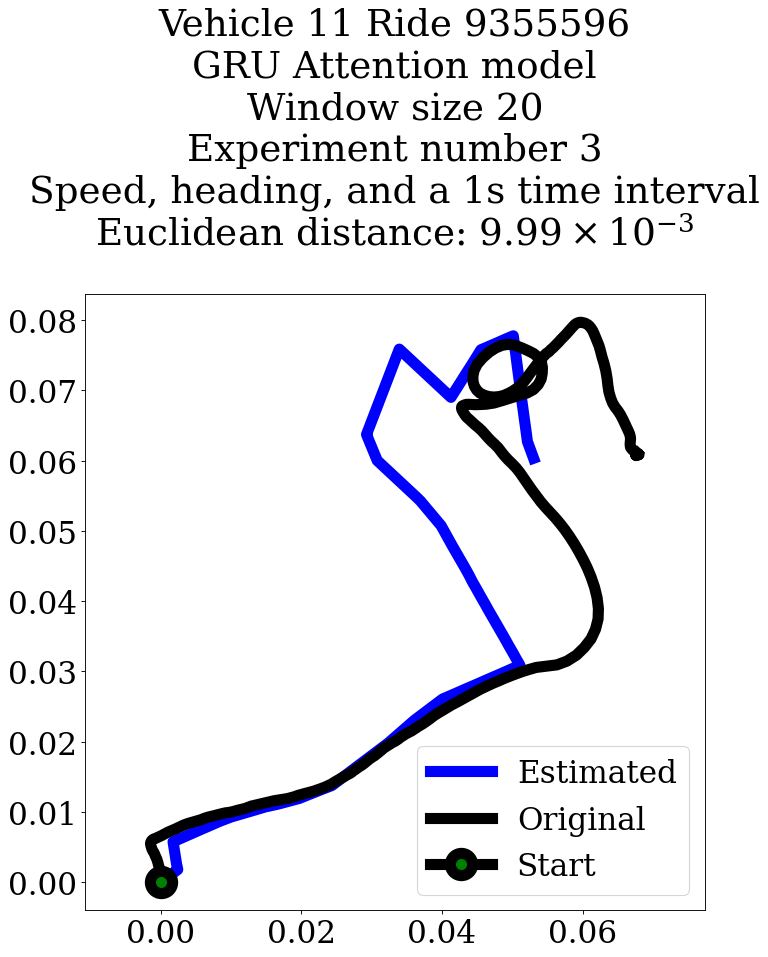 Vehicle 11 Ride 9355596
GRU Attention model
Window size 20
Experiment number 3
Speed, heading, and a 1s time interval
Euclidean distance: 9.99 × 10⁻³
0.08
0.07
0.06
0.05
0.04
0.03
0.02
0.01
0.00
Estimated
Original
Start
0.00 0.02 0.04 0.06